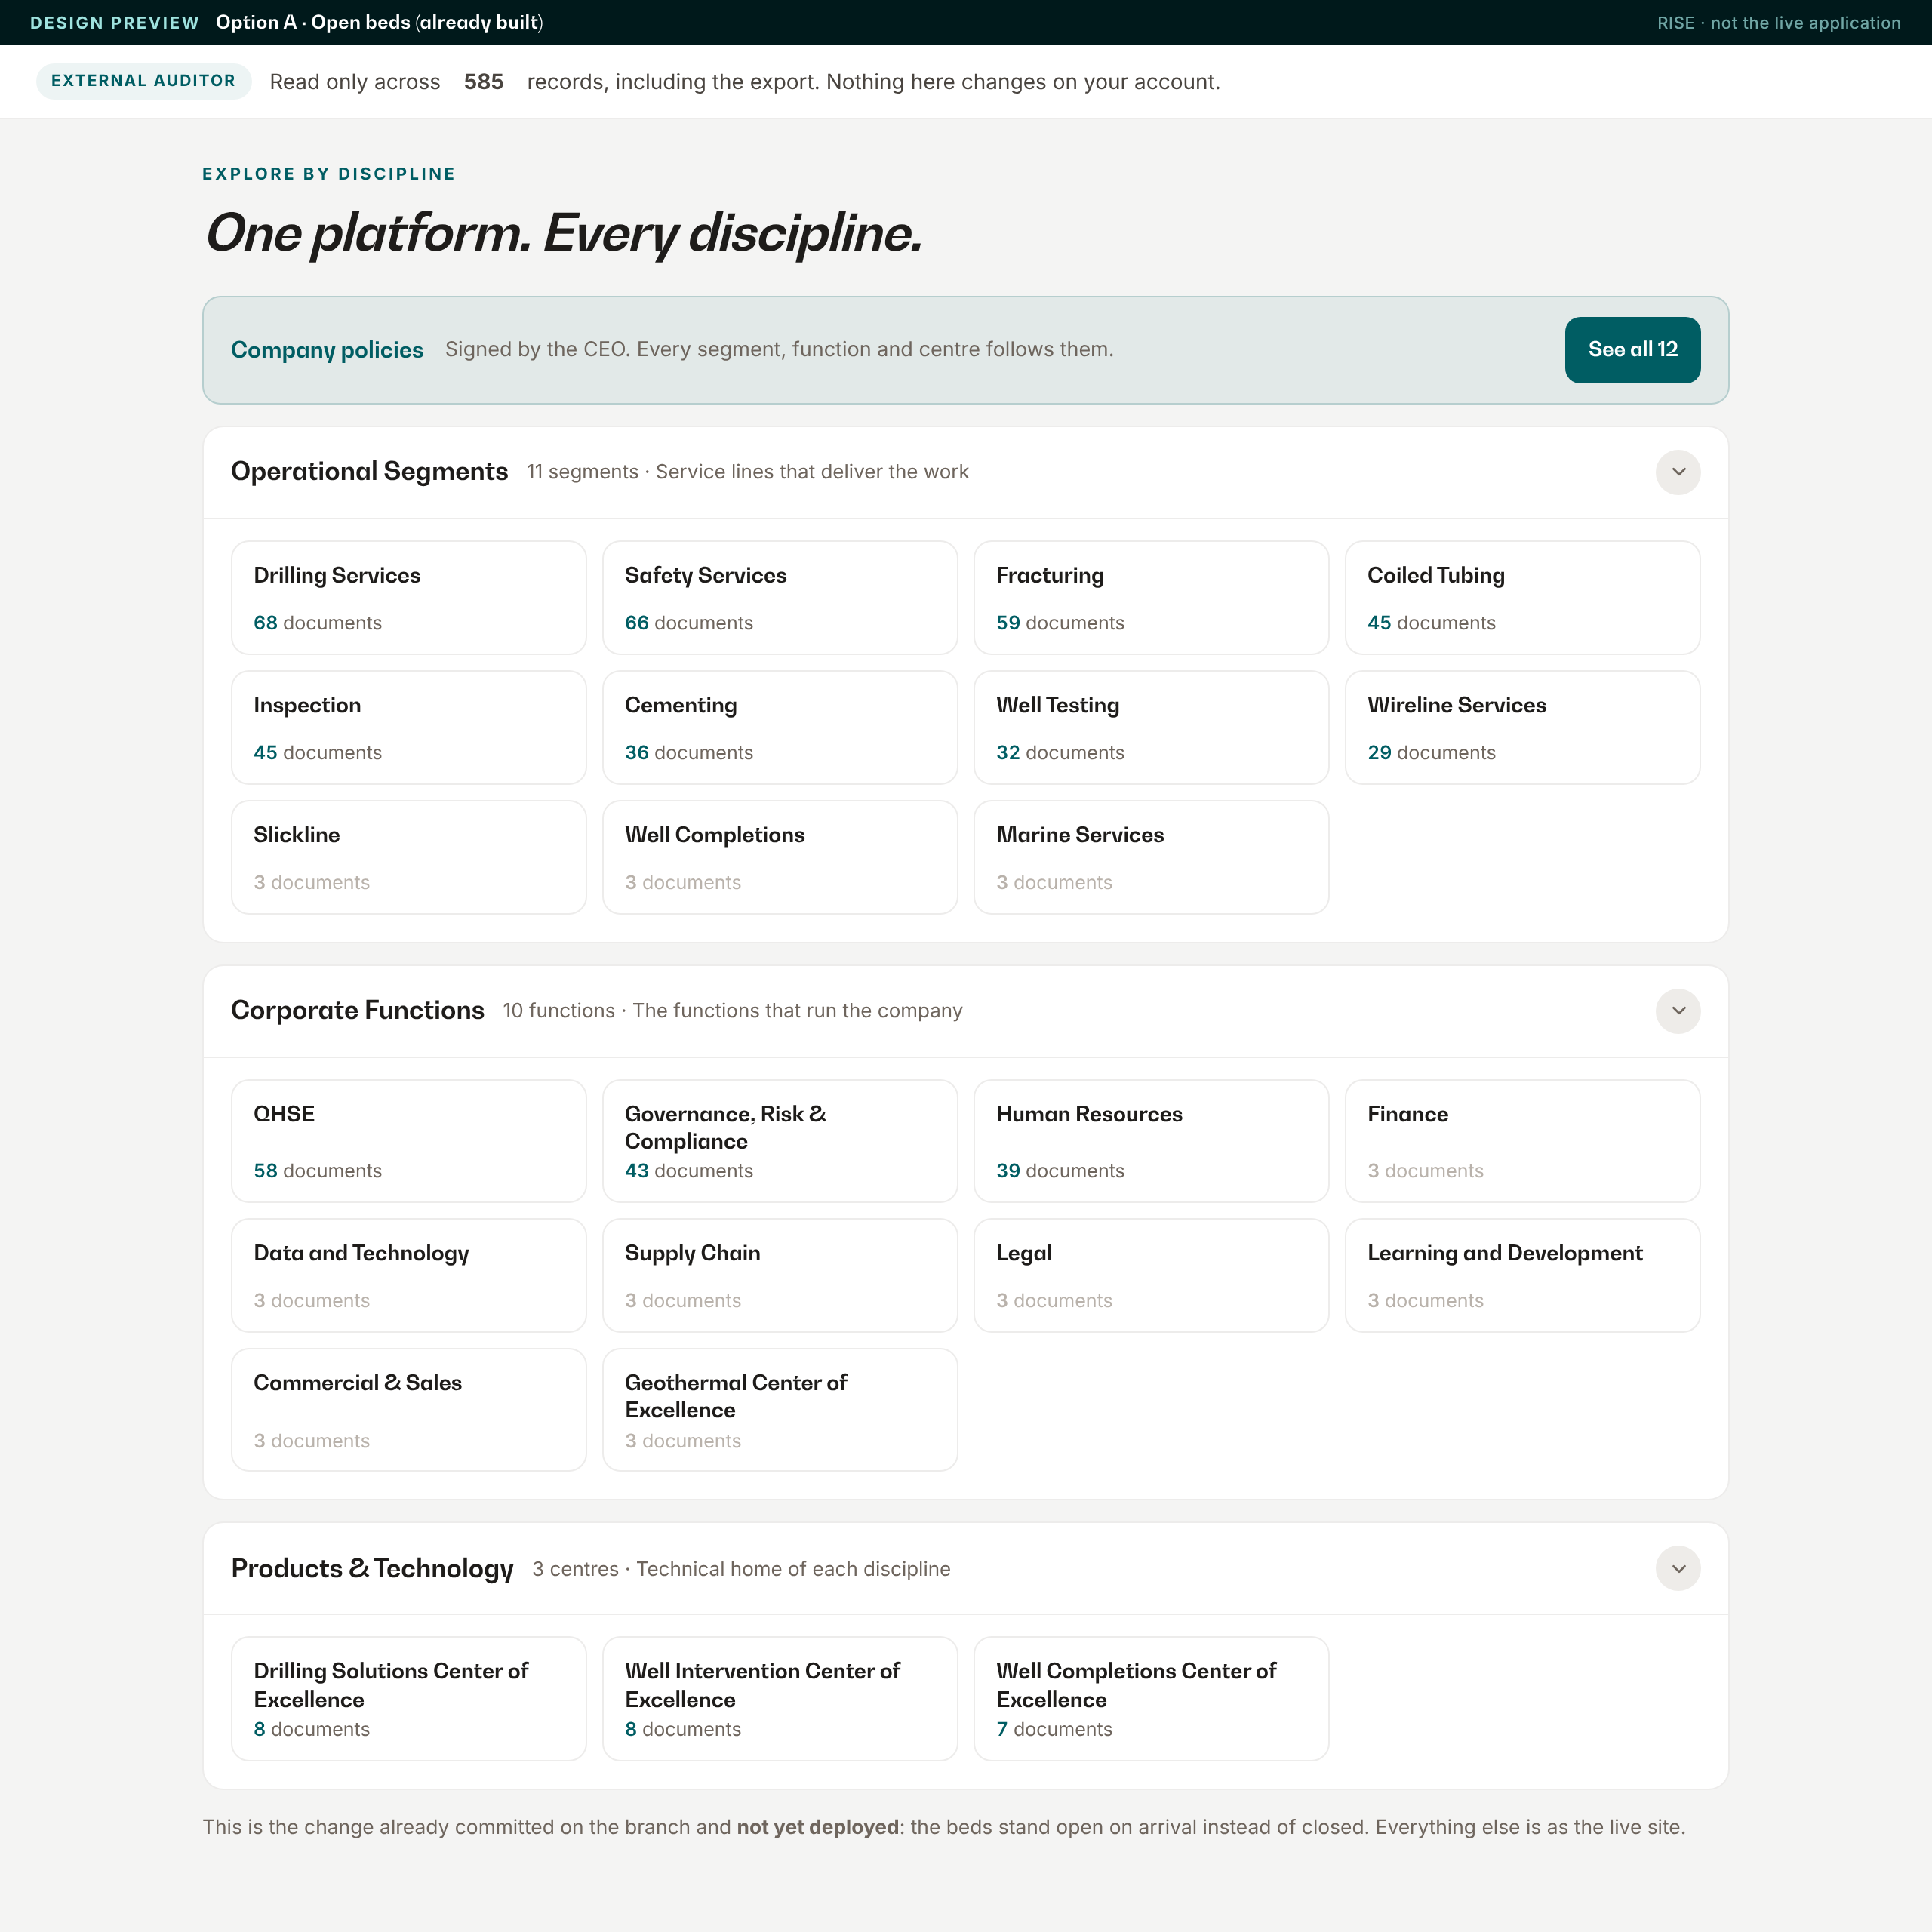 DESIGN PREVIEW Option A · Open beds (already built) RISE · not the live application
EXTERNAL AUDITOR Read only across 585 records, including the export. Nothing here changes on your account.
EXPLORE BY DISCIPLINE
One platform. Every discipline.
Company policies Signed by the CEO. Every segment, function and centre follows them. See all 12
Operational Segments 11 segments · Service lines that deliver the work
Drilling Services
68 documents
Safety Services
66 documents
Fracturing
59 documents
Coiled Tubing
45 documents
Inspection
45 documents
Cementing
36 documents
Well Testing
32 documents
Wireline Services
29 documents
Slickline
3 documents
Well Completions
3 documents
Marine Services
3 documents
Corporate Functions 10 functions · The functions that run the company
QHSE
58 documents
Governance, Risk &
Compliance
43 documents
Human Resources
39 documents
Finance
3 documents
Data and Technology
3 documents
Supply Chain
3 documents
Legal
3 documents
Learning and Development
3 documents
Commercial & Sales
3 documents
Geothermal Center of
Excellence
3 documents
Products & Technology 3 centres · Technical home of each discipline
Drilling Solutions Center of
Excellence
8 documents
Well Intervention Center of
Excellence
8 documents
Well Completions Center of
Excellence
7 documents
This is the change already committed on the branch and not yet deployed: the beds stand open on arrival instead of closed. Everything else is as the live site.